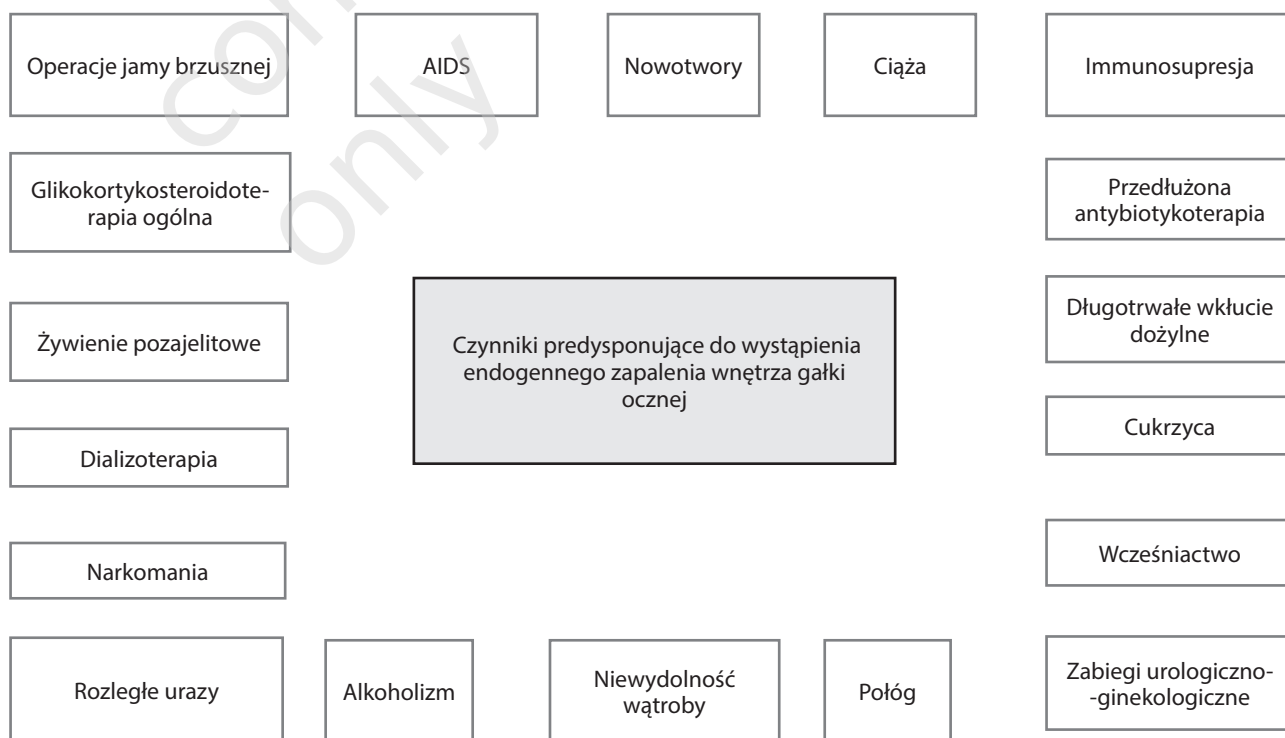 Operacje jamy brzusznej
AIDS
Nowotwory
Ciąża
Immunosupresja
Glikokortykosteroidote-
rapia ogólna
Przedłużona
antybiotykoterapia
Żywienie pozajelitowe
Czynniki predysponujące do wystąpienia
endogennego zapalenia wnętrza gałki
ocznej
Długotrwałe wkłucie
dożylne
Dializoterapia
Cukrzyca
Narkomania
Wcześniactwo
Rozległe urazy
Alkoholizm
Niewydolność
wątroby
Połóg
Zabiegi urologiczno-
-ginekologiczne
only